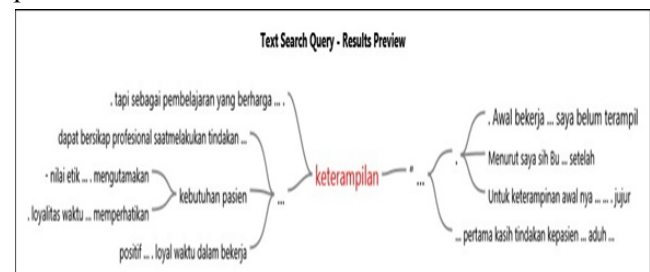 Text Search Query - Results Preview
. tapi sebagai pembelajaran yang berharga ... .
dapat bersikap profesional saatmelakukan tindakan ...
- nilai etik ... . mengutamakan
. loyalitas waktu ... memperhatikan
kebutuhan pasien
positif ... . loyal waktu dalam bekerja
...
keterampilan
" ...
.
. Awal bekerja ... saya belum terampil
Menurut saya sih Bu ... setelah
Untuk keterampinan awal nya ... ... . jujur
... pertama kasih tindakan kepasien ... aduh ...